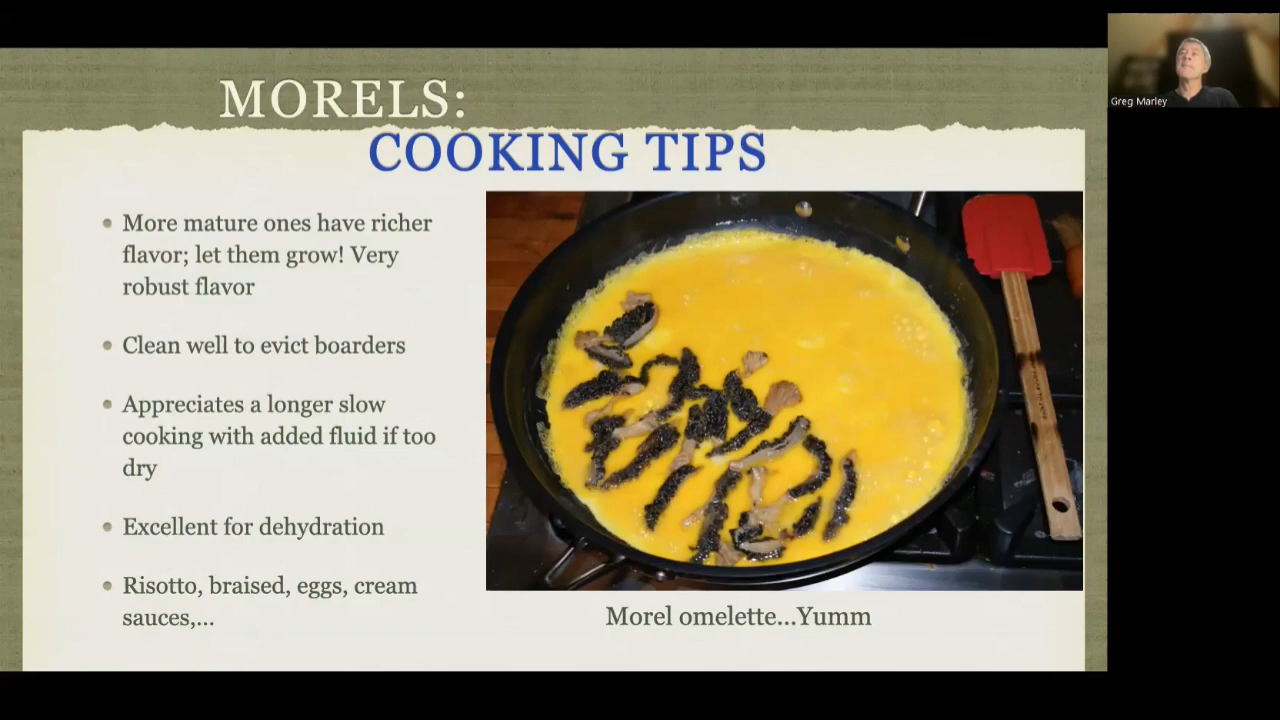 MORELS:
COOKING TIPS
More mature ones have richer
flavor; let them grow! Very
robust flavor
Clean well to evict boarders
Appreciates a longer slow
cooking with added fluid if too
dry
Excellent for dehydration
Risotto, braised, eggs, cream
sauces,...
Morel omelette...Yumm
Greg Marley